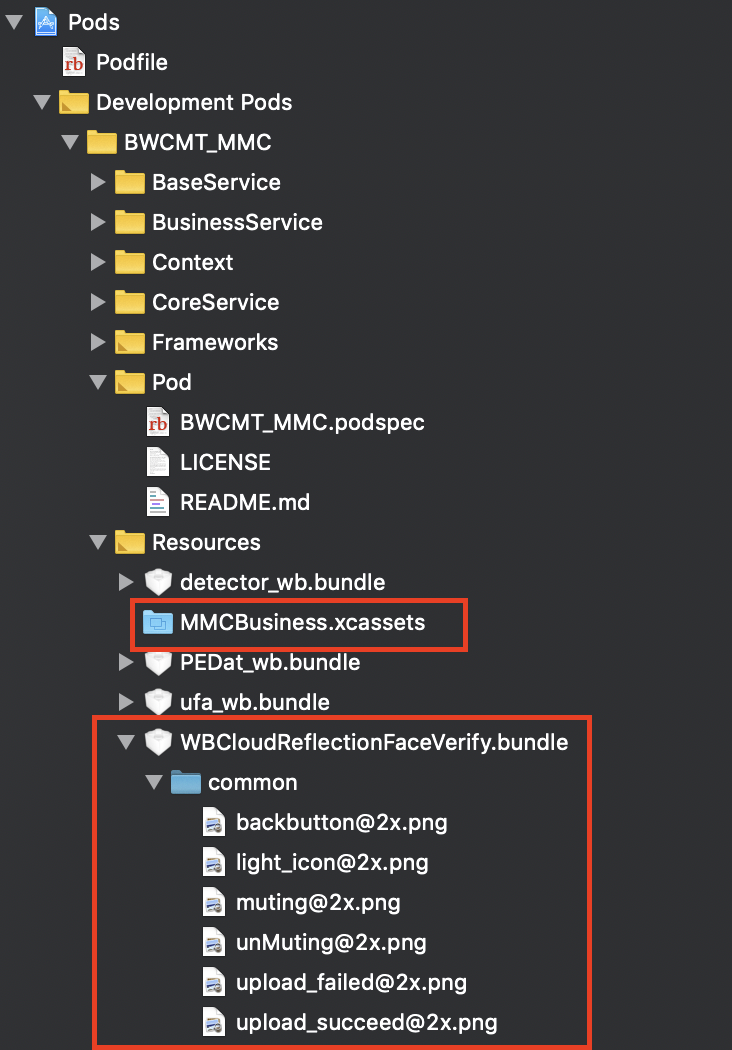 Pods
rb Podfile
Development Pods
BWCMT_MMC
BaseService
BusinessService
Context
CoreService
Frameworks
Pod
rb BWCMT_MMC.podspec
LICENSE
README.md
Resources
detector_wb.bundle
MMCBusiness.xcassets
PEDat_wb.bundle
ufa_wb.bundle
WBCloudReflectionFaceVerify.bundle
common
backbutton@2x.png
light_icon@2x.png
muting@2x.png
unMuting@2x.png
upload_failed@2x.png
upload_succeed@2x.png